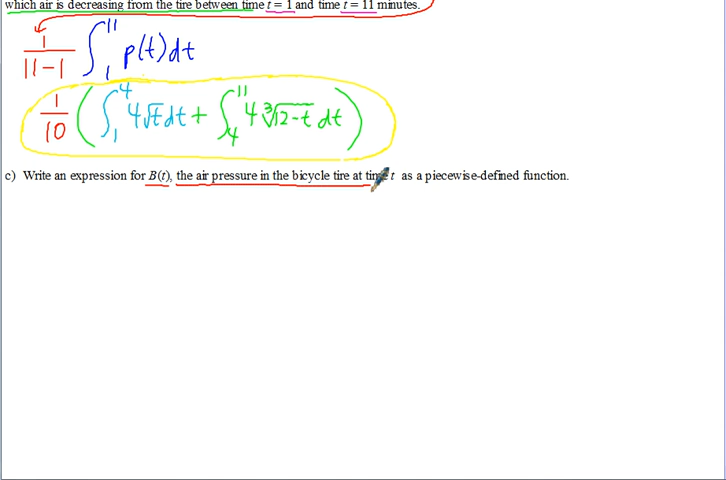 which air is decreasing from the tire between time t = 1 and time t = 11 minutes.
1/(11-1) ∫₁¹¹ p(t)dt
1/10 ( ∫₁⁴ 4√t dt + ∫₄¹¹ 4∛(12-t) dt )
c) Write an expression for B(t), the air pressure in the bicycle tire at time t as a piecewise-defined function.